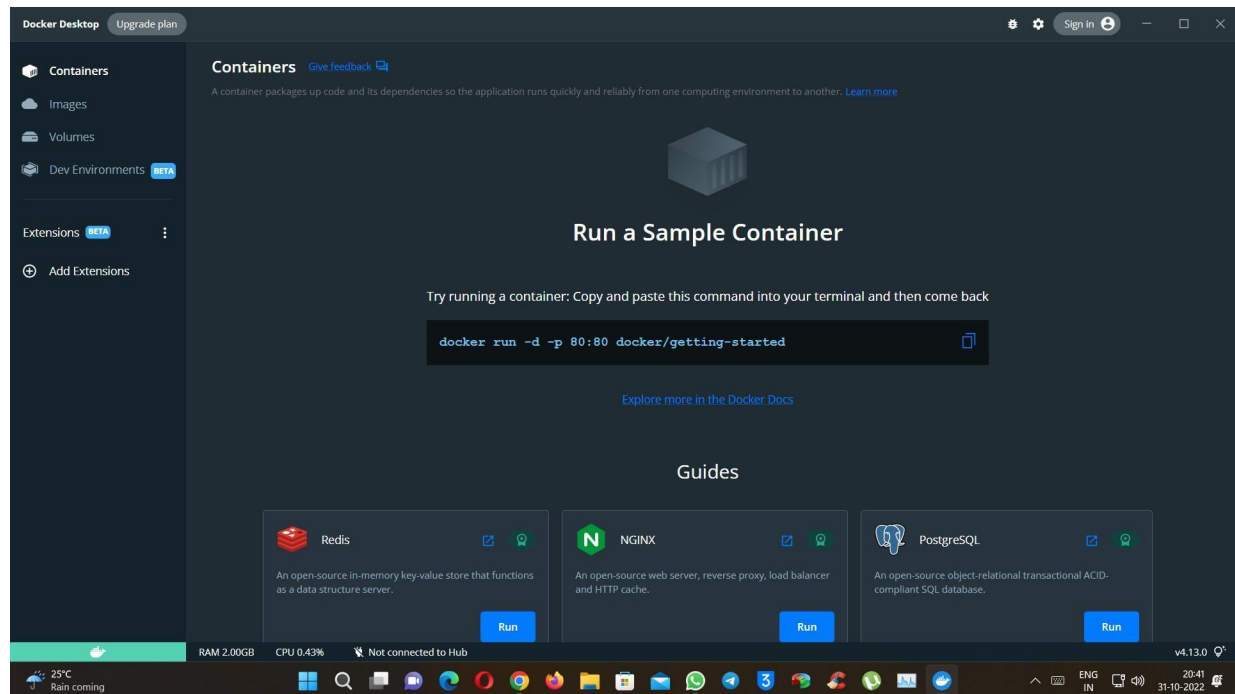 Docker Desktop Upgrade plan
Sign in
Containers
Images
Volumes
Dev Environments BETA
Extensions BETA
Add Extensions
Containers Give feedback
A container packages up code and its dependencies so the application runs quickly and reliably from one computing environment to another. Learn more
Run a Sample Container
Try running a container: Copy and paste this command into your terminal and then come back
docker run -d -p 80:80 docker/getting-started
Explore more in the Docker Docs
Guides
Redis
An open-source in-memory key-value store that functions
as a data structure server.
Run
N
NGINX
An open-source web server, reverse proxy, load balancer
and HTTP cache.
Run
PostgreSQL
An open-source object-relational transactional ACID-
compliant SQL database.
Run
RAM 2.00GB CPU 0.43% Not connected to Hub
v4.13.0
25°C
Rain coming
3
ENG
IN
20:41
31-10-2022